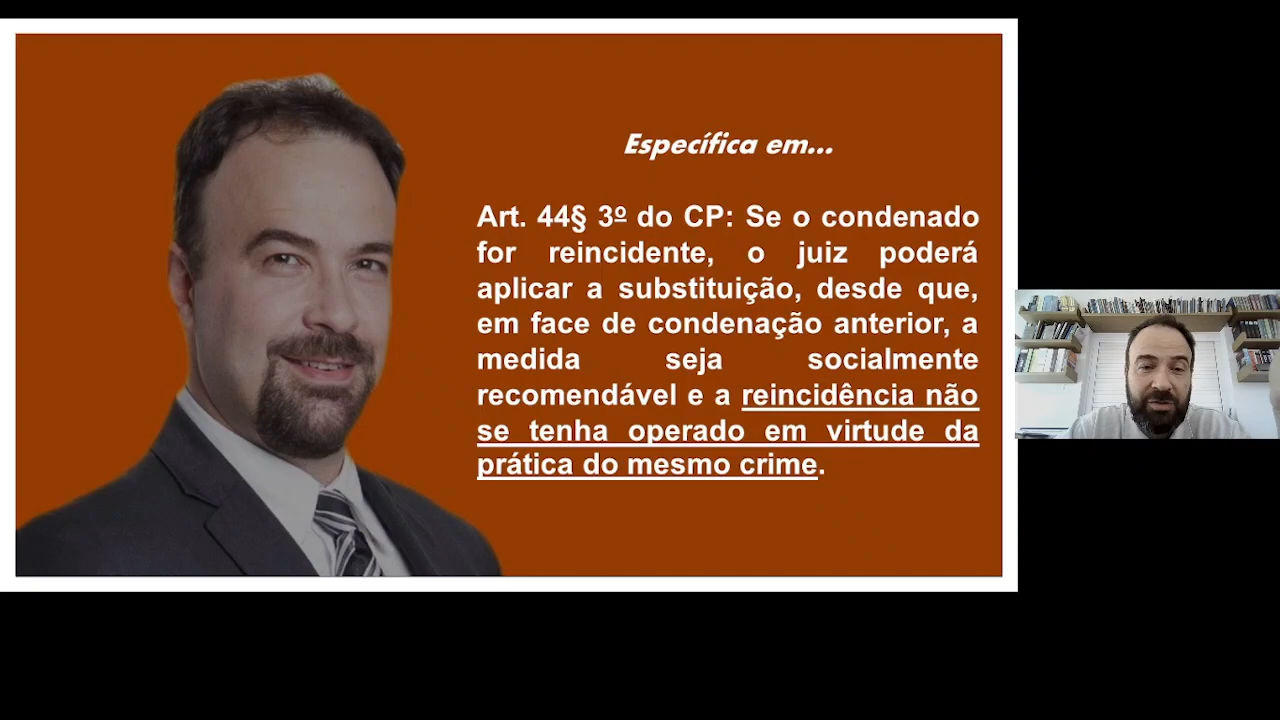 Específica em...
Art. 44§ 3º do CP: Se o condenado
for reincidente, o juiz poderá
aplicar a substituição, desde que,
em face de condenação anterior, a
medida seja socialmente
recomendável e a reincidência não
se tenha operado em virtude da
prática do mesmo crime.